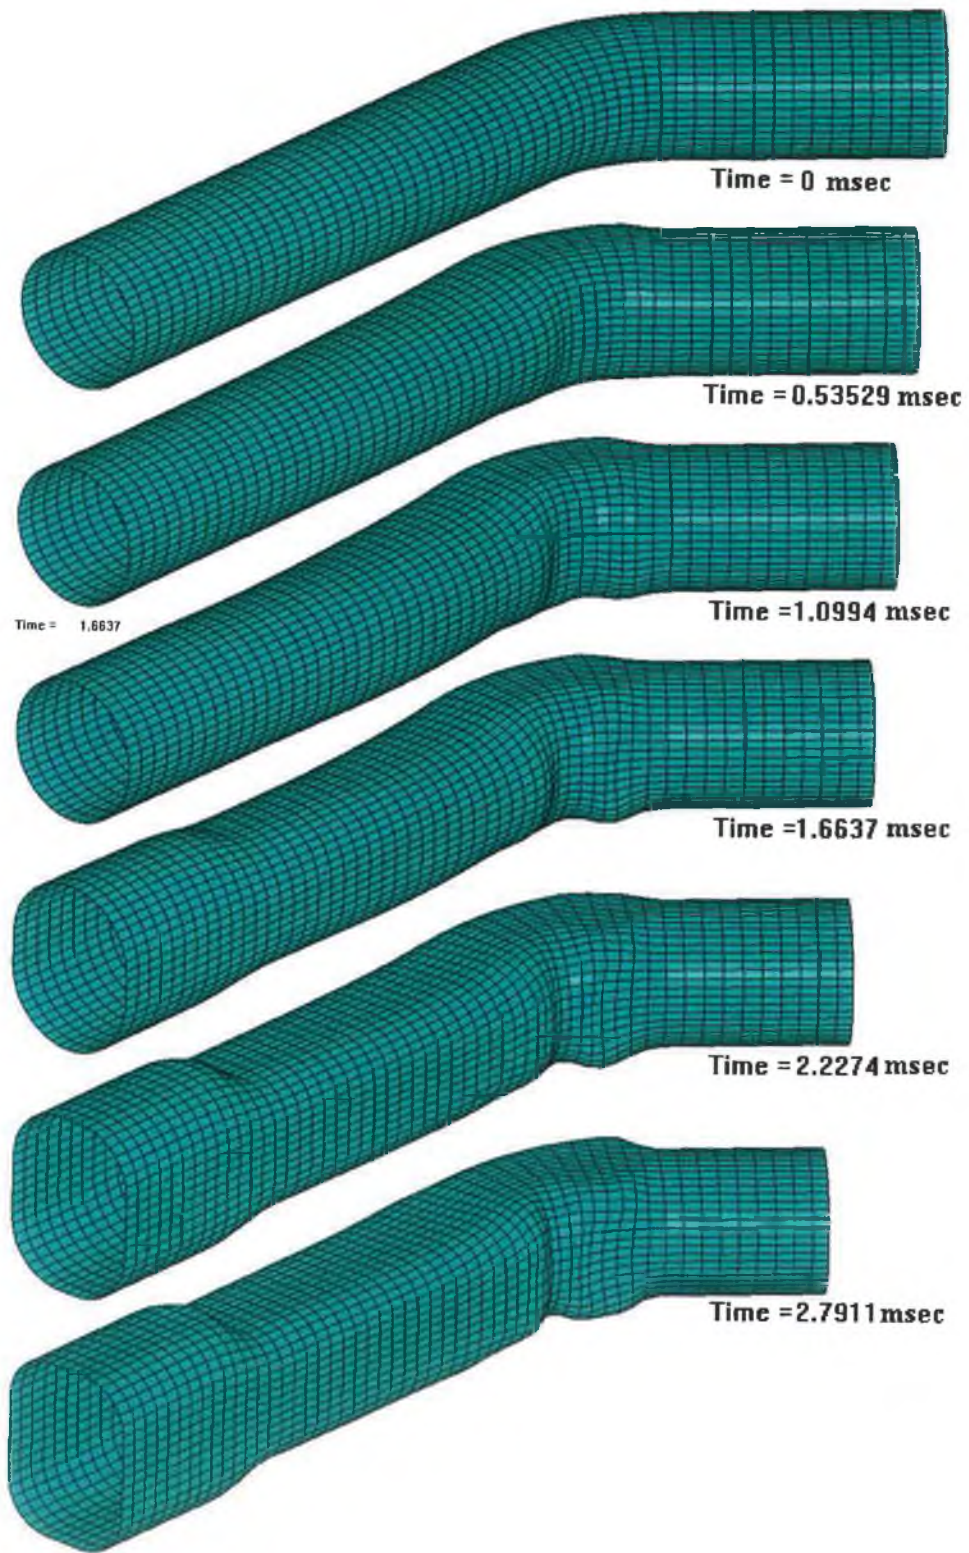 Time = 0 msec
Time =0.53529 msec
Time =1.0994 msec
Time = 1.6637
Time =1.6637 msec
Time =2.2274 msec
Time =2.7911 msec